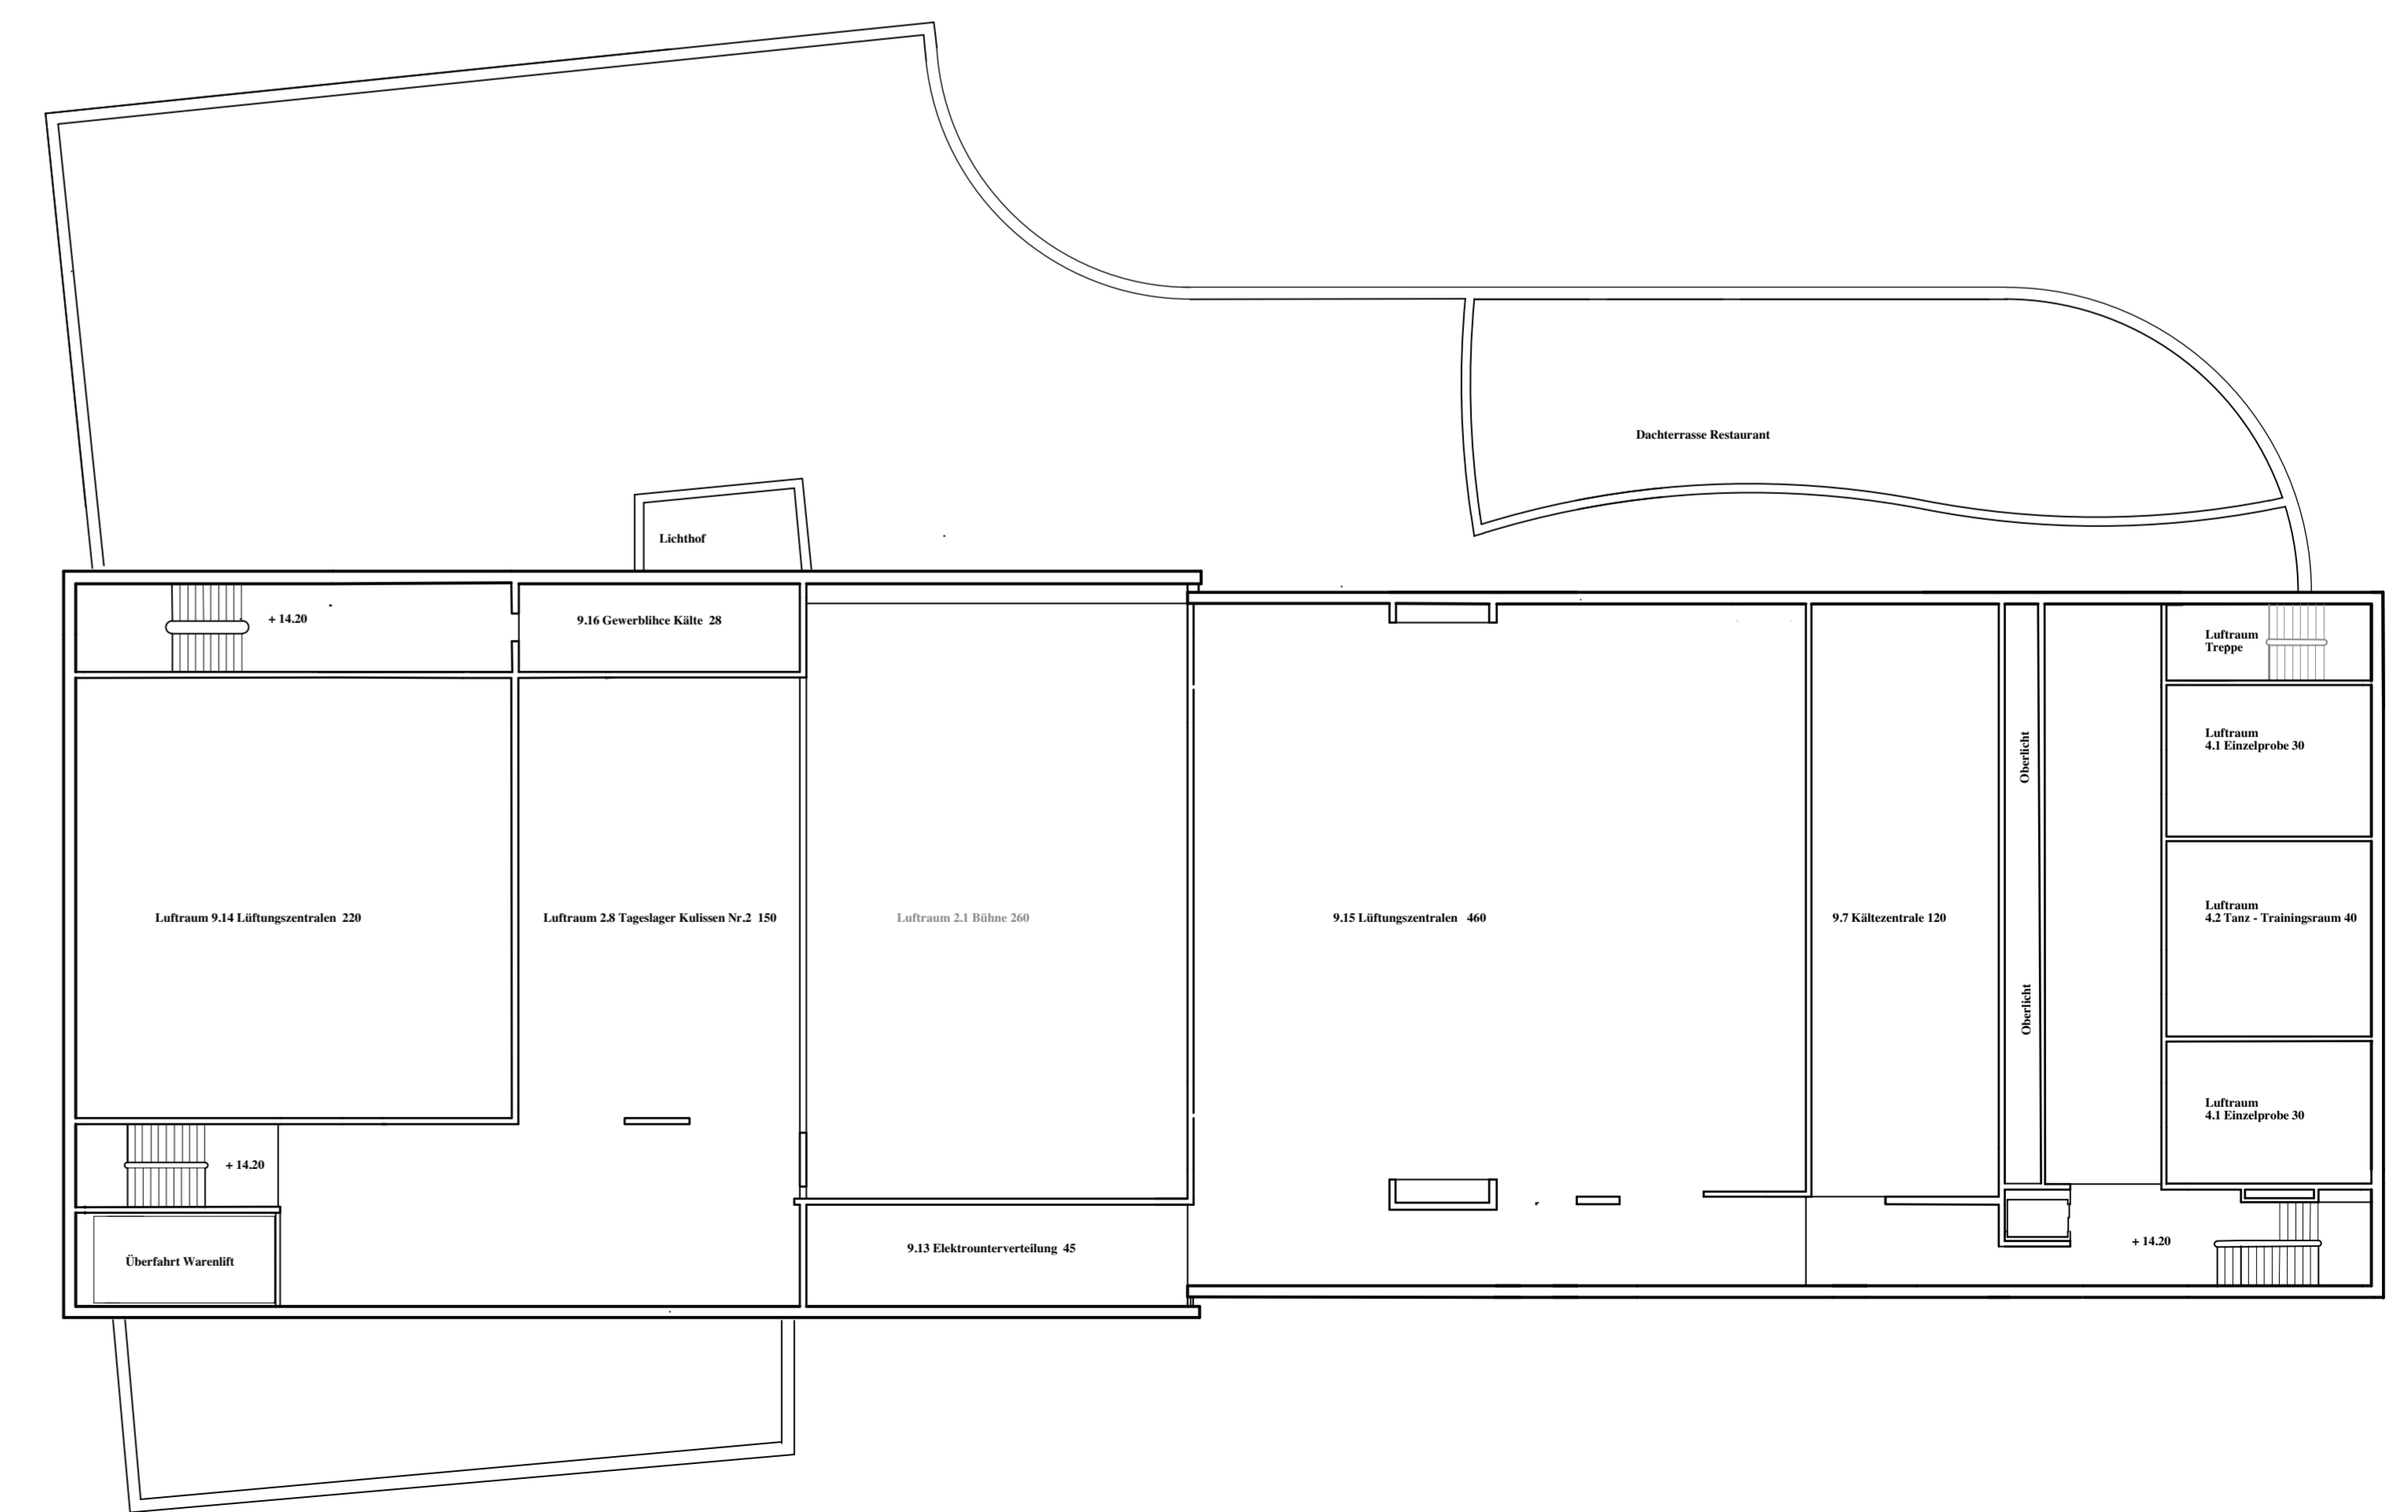 Dachterrasse Restaurant
Lichthof
+ 14.20
9.16 Gewerblihce Kälte 28
Luftraum
Treppe
Luftraum
4.1 Einzelprobe 30
Oberlicht
Luftraum 9.14 Lüftungszentralen 220
Luftraum 2.8 Tageslager Kulissen Nr.2 150
Luftraum 2.1 Bühne 260
9.15 Lüftungszentralen 460
9.7 Kältezentrale 120
Luftraum
4.2 Tanz - Trainingsraum 40
Oberlicht
Luftraum
4.1 Einzelprobe 30
+ 14.20
Überfahrt Warenlift
9.13 Elektrounterverteilung 45
+ 14.20